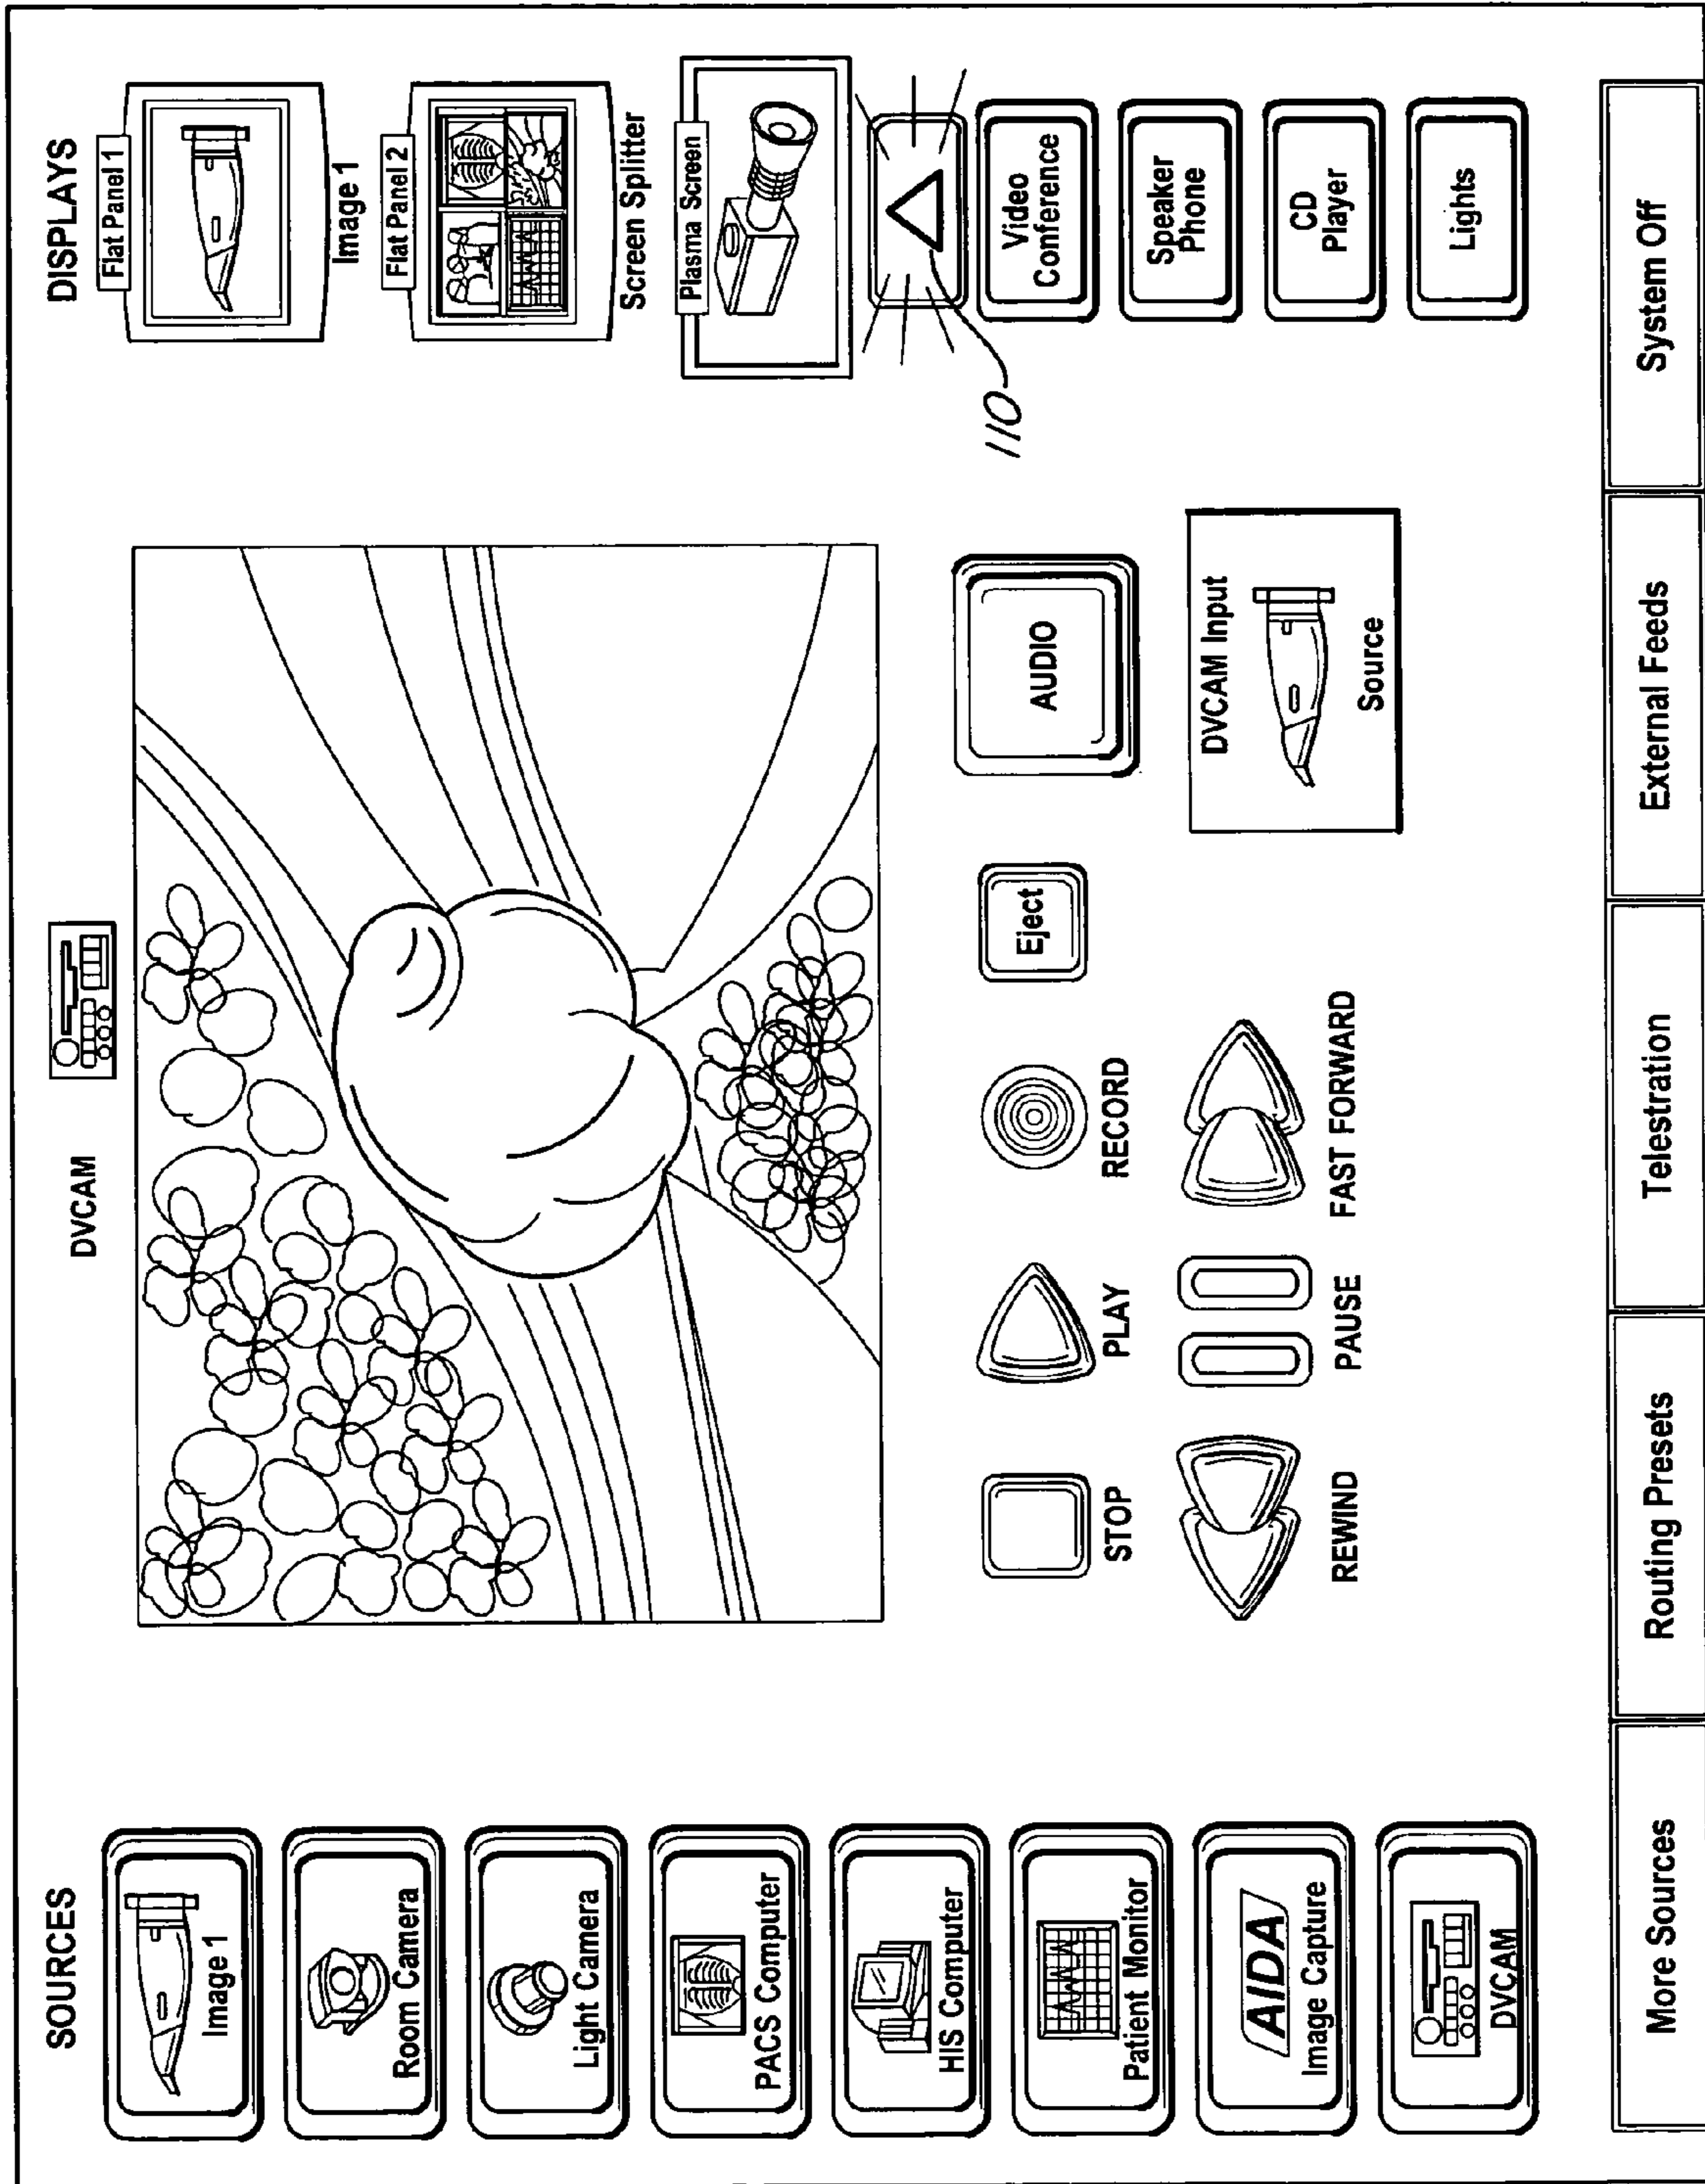 SOURCES
Image 1
Room Camera
Light Camera
PACS Computer
HIS Computer
Patient Monitor
AIDA
Image Capture
DVCAM
DVCAM
STOP
PLAY
RECORD
Eject
AUDIO
REWIND
PAUSE
FAST FORWARD
DVCAM Input
Source
DISPLAYS
Flat Panel 1
Image 1
Flat Panel 2
Screen Splitter
Plasma Screen
110
Video
Conference
Speaker
Phone
CD
Player
Lights
More Sources
Routing Presets
Telestration
External Feeds
System Off